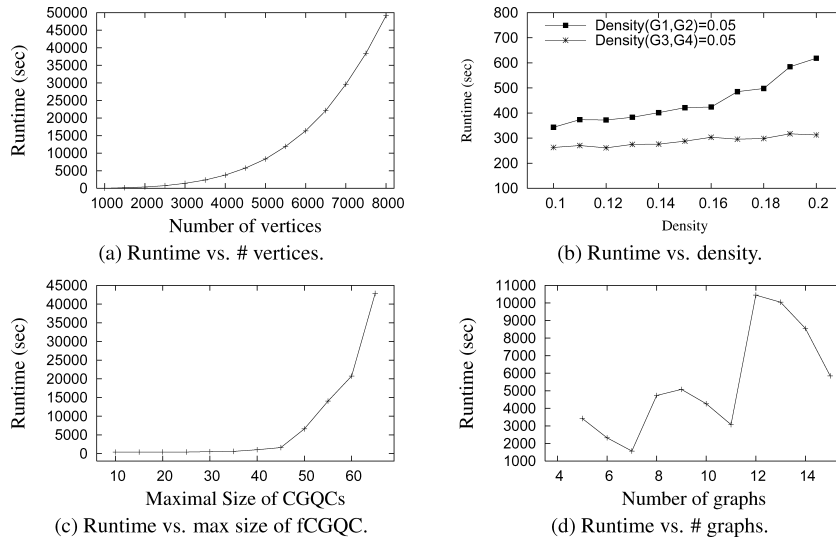 50000
45000
40000
35000
30000
25000
20000
15000
10000
5000
0
Runtime (sec)
1000 2000 3000 4000 5000 6000 7000 8000
Number of vertices
(a) Runtime vs. # vertices.
800
700
600
500
400
300
200
100
Runtime (sec)
Density(G1,G2)=0.05
Density(G3,G4)=0.05
0.1 0.12 0.14 0.16 0.18 0.2
Density
(b) Runtime vs. density.
45000
40000
35000
30000
25000
20000
15000
10000
5000
0
Runtime (sec)
10 20 30 40 50 60
Maximal Size of CGQCs
(c) Runtime vs. max size of fCGQC.
11000
10000
9000
8000
7000
6000
5000
4000
3000
2000
1000
Runtime (sec)
4 6 8 10 12 14
Number of graphs
(d) Runtime vs. # graphs.